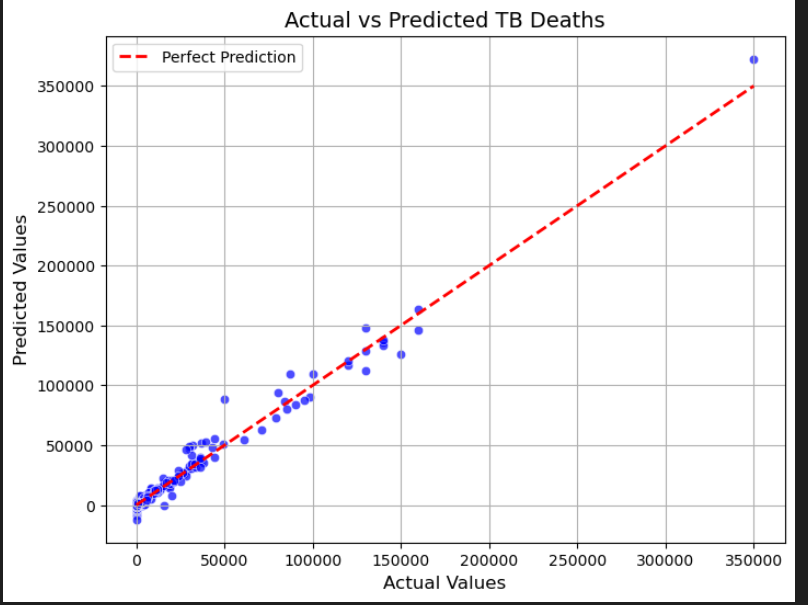 Actual vs Predicted TB Deaths
Perfect Prediction
350000
300000
250000
200000
150000
100000
50000
0
Predicted Values
0 50000 100000 150000 200000 250000 300000 350000
Actual Values